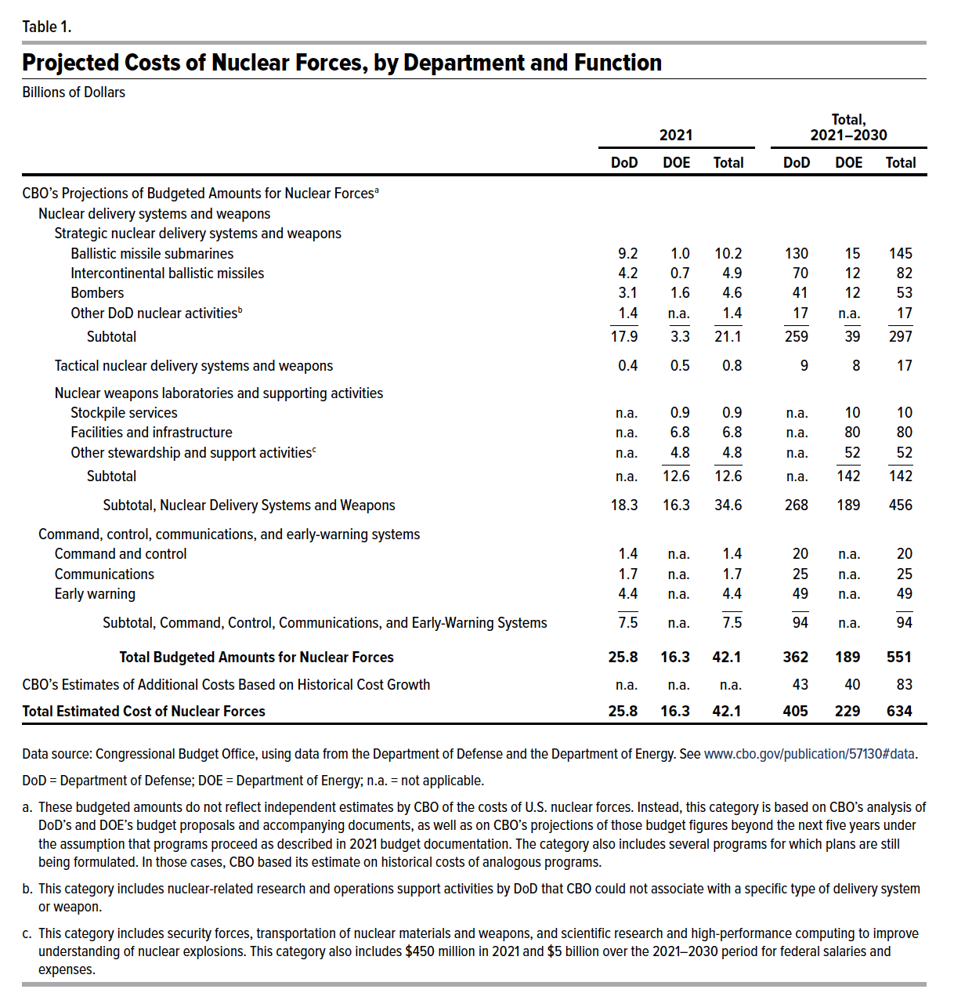 Table 1.
Projected Costs of Nuclear Forces, by Department and Function
Billions of Dollars
2021 Total, 2021–2030
DoD DOE Total DoD DOE Total
CBO’s Projections of Budgeted Amounts for Nuclear Forcesa
Nuclear delivery systems and weapons
Strategic nuclear delivery systems and weapons
Ballistic missile submarines 9.2 1.0 10.2 130 15 145
Intercontinental ballistic missiles 4.2 0.7 4.9 70 12 82
Bombers 3.1 1.6 4.6 41 12 53
Other DoD nuclear activitiesb 1.4 n.a. 1.4 17 n.a. 17
Subtotal 17.9 3.3 21.1 259 39 297
Tactical nuclear delivery systems and weapons 0.4 0.5 0.8 9 8 17
Nuclear weapons laboratories and supporting activities
Stockpile services n.a. 0.9 0.9 n.a. 10 10
Facilities and infrastructure n.a. 6.8 6.8 n.a. 80 80
Other stewardship and support activitiesc n.a. 4.8 4.8 n.a. 52 52
Subtotal n.a. 12.6 12.6 n.a. 142 142
Subtotal, Nuclear Delivery Systems and Weapons 18.3 16.3 34.6 268 189 456
Command, control, communications, and early-warning systems
Command and control 1.4 n.a. 1.4 20 n.a. 20
Communications 1.7 n.a. 1.7 25 n.a. 25
Early warning 4.4 n.a. 4.4 49 n.a. 49
Subtotal, Command, Control, Communications, and Early-Warning Systems 7.5 n.a. 7.5 94 n.a. 94
Total Budgeted Amounts for Nuclear Forces 25.8 16.3 42.1 362 189 551
CBO’s Estimates of Additional Costs Based on Historical Cost Growth n.a. n.a. n.a. 43 40 83
Total Estimated Cost of Nuclear Forces 25.8 16.3 42.1 405 229 634
Data source: Congressional Budget Office, using data from the Department of Defense and the Department of Energy. See www.cbo.gov/publication/57130#data.
DoD = Department of Defense; DOE = Department of Energy; n.a. = not applicable.
a. These budgeted amounts do not reflect independent estimates by CBO of the costs of U.S. nuclear forces. Instead, this category is based on CBO’s analysis of
DoD’s and DOE’s budget proposals and accompanying documents, as well as on CBO’s projections of those budget figures beyond the next five years under
the assumption that programs proceed as described in 2021 budget documentation. The category also includes several programs for which plans are still
being formulated. In those cases, CBO based its estimate on historical costs of analogous programs.
b. This category includes nuclear-related research and operations support activities by DoD that CBO could not associate with a specific type of delivery system
or weapon.
c. This category includes security forces, transportation of nuclear materials and weapons, and scientific research and high-performance computing to improve
understanding of nuclear explosions. This category also includes $450 million in 2021 and $5 billion over the 2021–2030 period for federal salaries and
expenses.